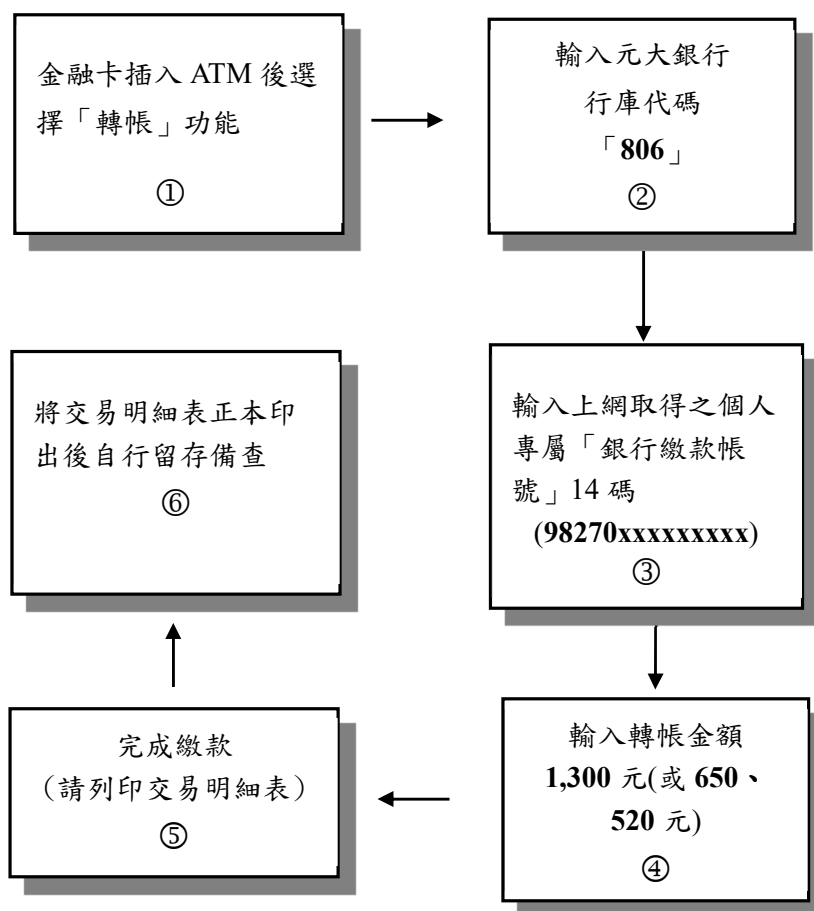 金融卡插入 ATM 後選
擇「轉帳」功能
①
輸入元大銀行
行庫代碼
「806」
②
輸入上網取得之個人
專屬「銀行繳款帳
號」14 碼
(98270xxxxxxxxx)
③
輸入轉帳金額
1,300 元(或 650、
520 元)
④
完成繳款
（請列印交易明細表）
⑤
將交易明細表正本印
出後自行留存備查
⑥